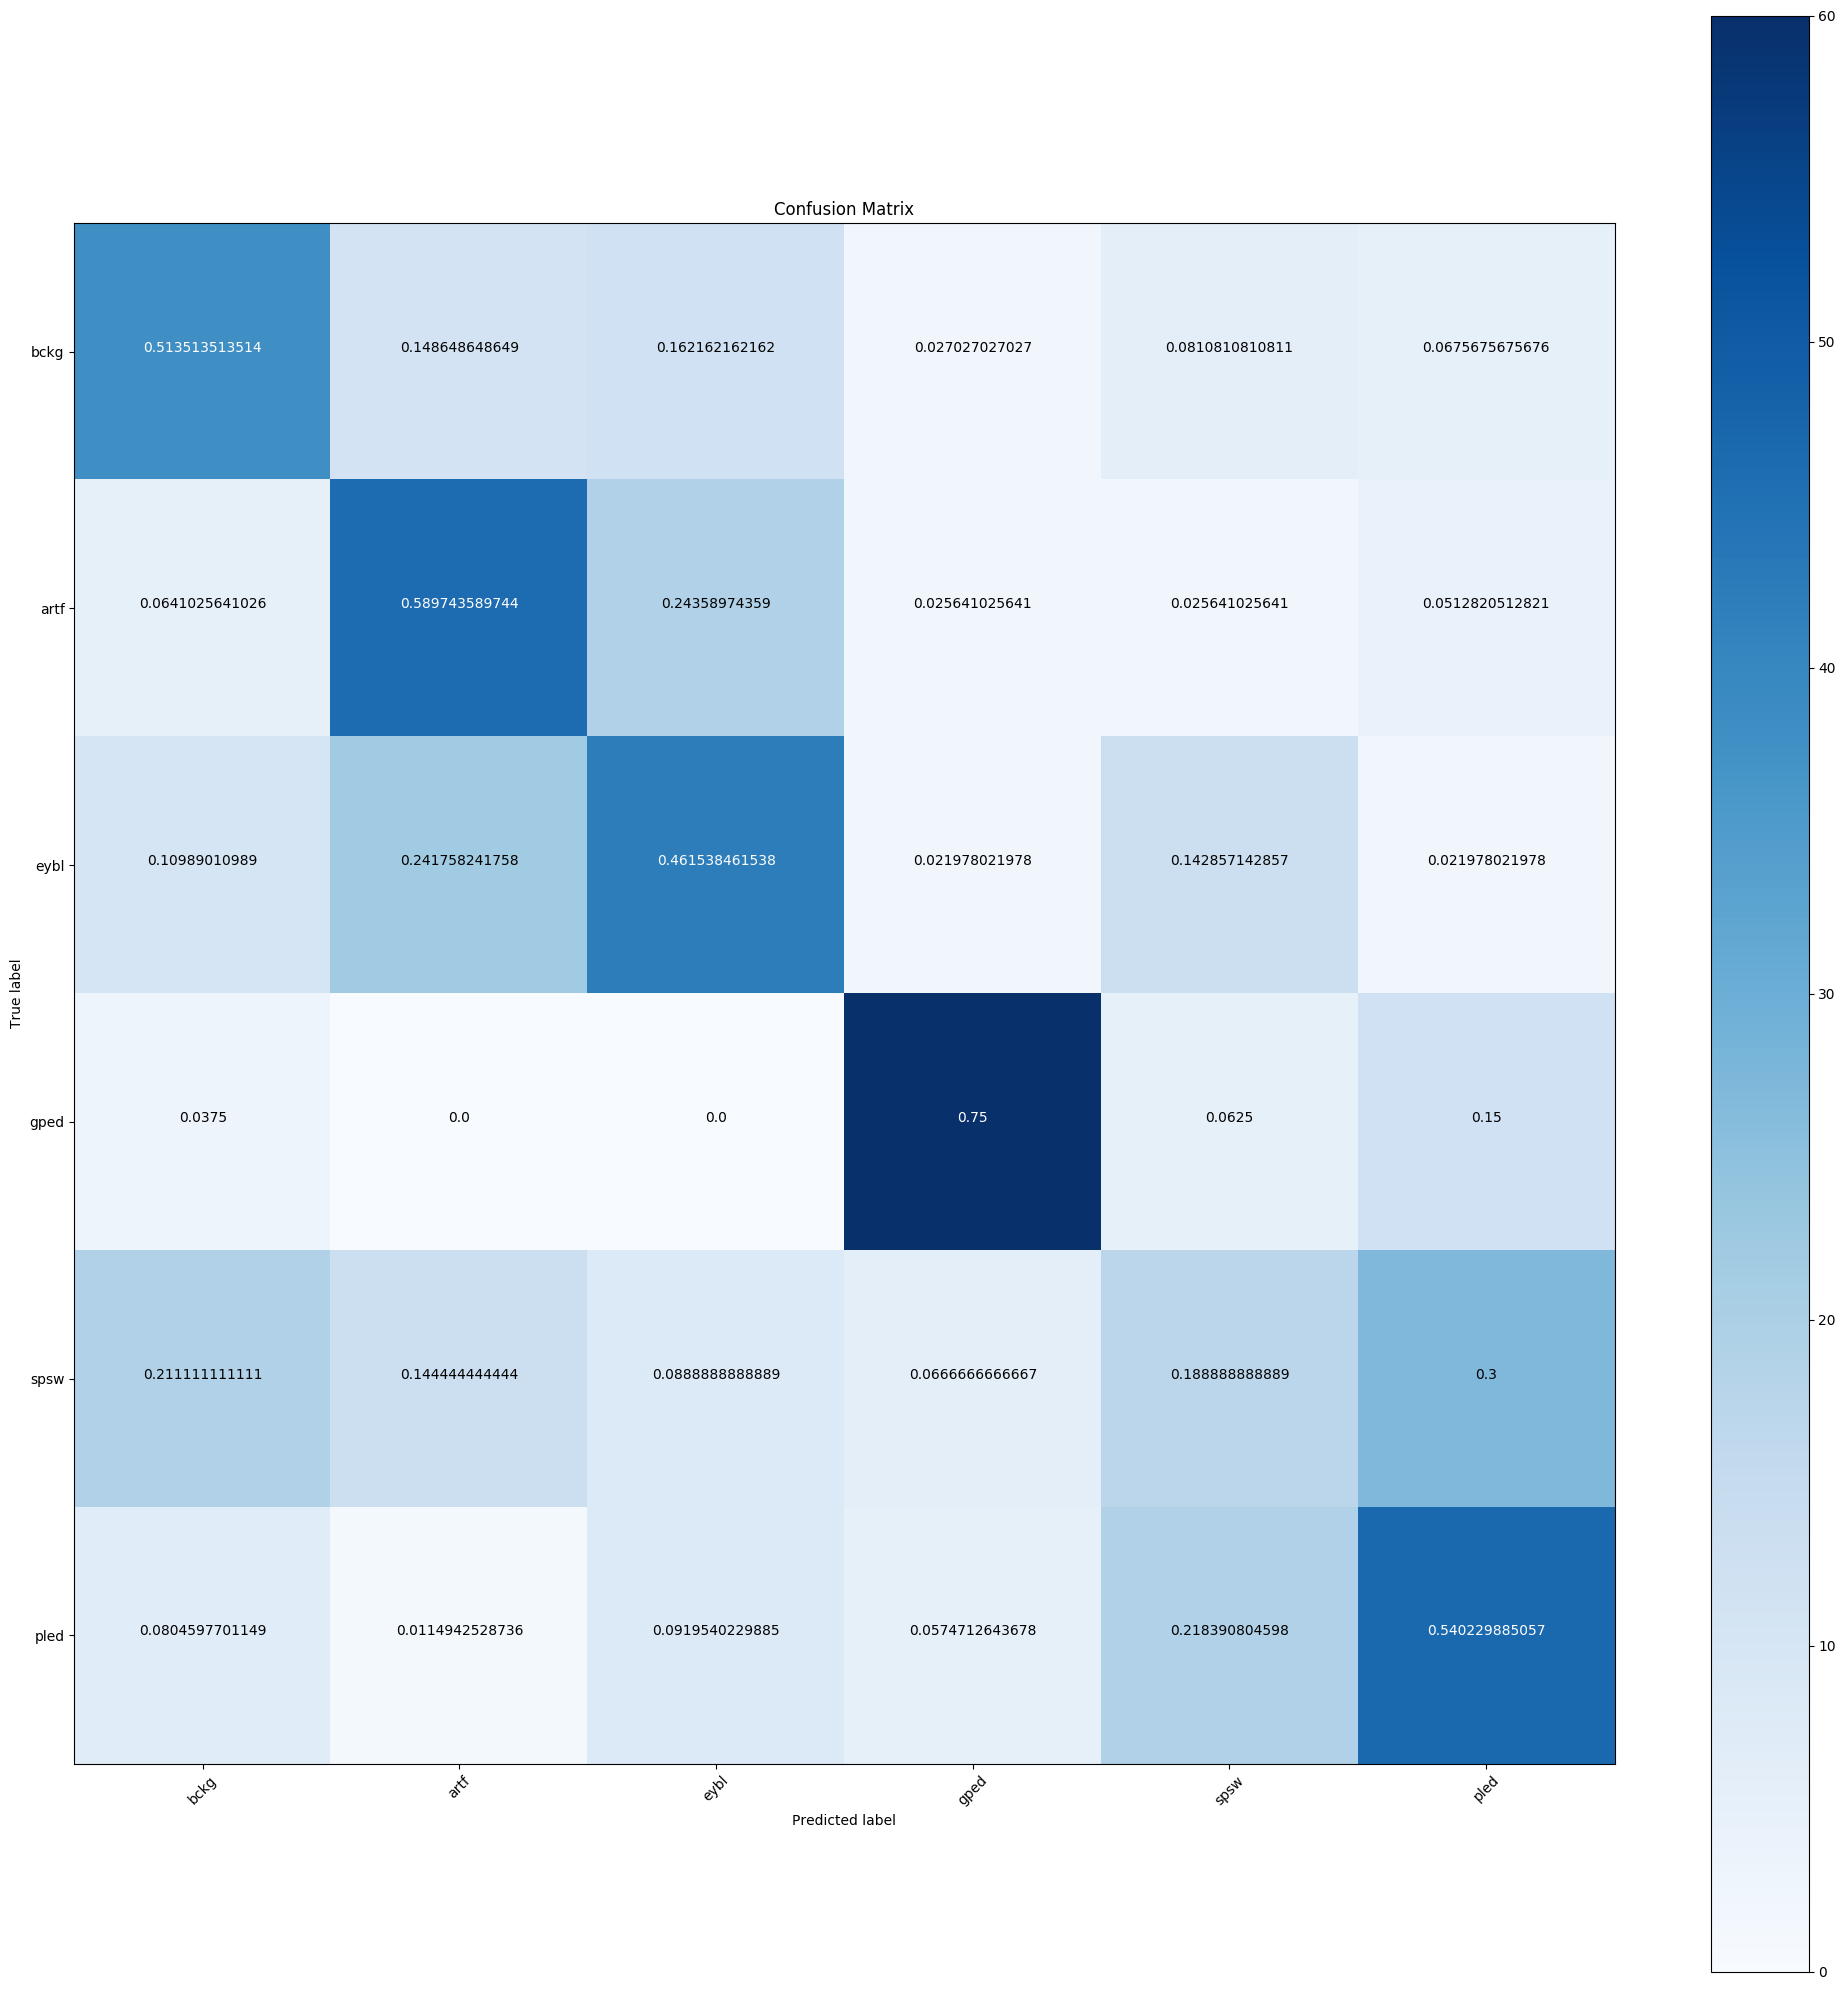 Confusion Matrix
bckg 0.513513513514 0.148648648649 0.162162162162 0.027027027027 0.0810810810811 0.0675675675676
artf 0.0641025641026 0.589743589744 0.24358974359 0.025641025641 0.025641025641 0.0512820512821
eybl 0.10989010989 0.241758241758 0.461538461538 0.021978021978 0.142857142857 0.021978021978
gped 0.0375 0.0 0.0 0.75 0.0625 0.15
spsw 0.211111111111 0.144444444444 0.0888888888889 0.0666666666667 0.188888888889 0.3
pled 0.0804597701149 0.0114942528736 0.0919540229885 0.0574712643678 0.218390804598 0.540229885057
bckg artf eybl gped spsw pled
Predicted label
True label
60
50
40
30
20
10
0